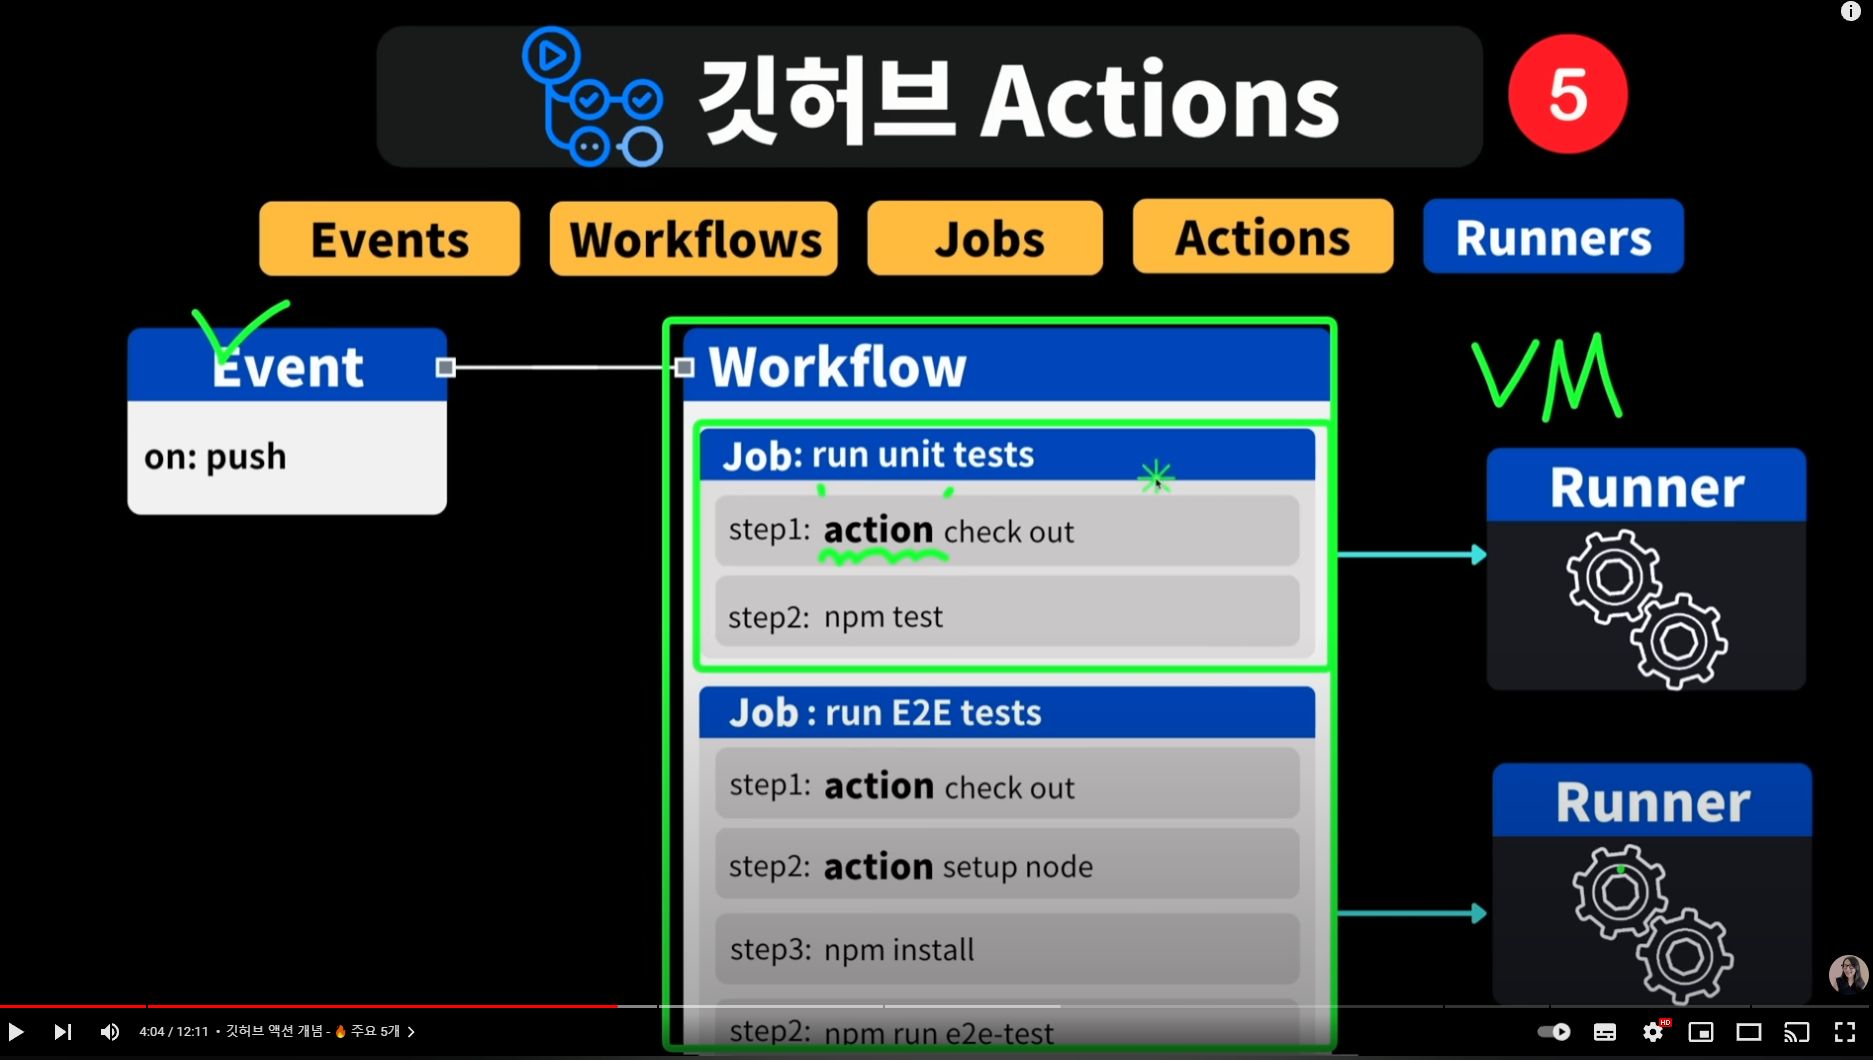 깃허브 Actions
5
Events
Workflows
Jobs
Actions
Runners
Event
on: push
Workflow
Job: run unit tests
step1: action check out
step2: npm test
Job : run E2E tests
step1: action check out
step2: action setup node
step3: npm install
step2: npm run e2e-test
VM
Runner
Runner
4:04 / 12:11 • 깃허브 액션 개념 - 🔥 주요 5개 >
HD